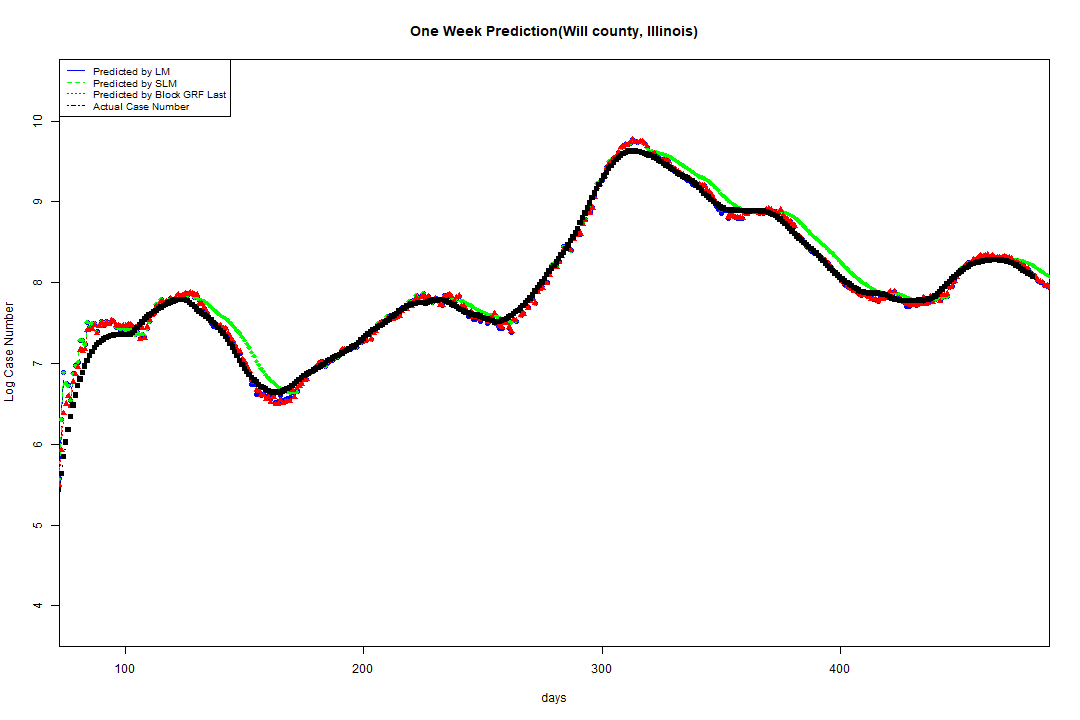 One Week Prediction(Will county, Illinois)
Predicted by LM
Predicted by SLM
Predicted by Block GRF Last
Actual Case Number
10
9
8
7
6
5
4
Log Case Number
100 200 300 400
days